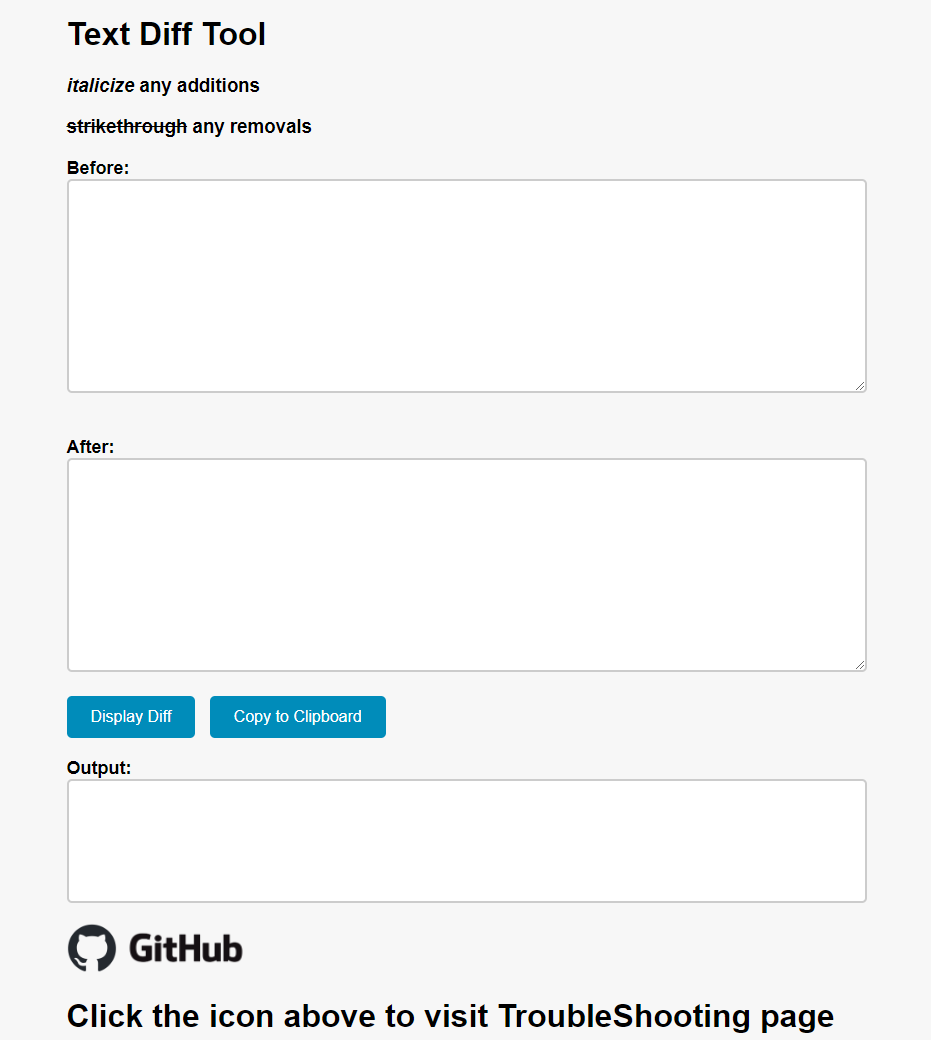 Text Diff Tool
italicize any additions
strikethrough any removals
Before:
After:
Display Diff
Copy to Clipboard
Output:
GitHub
Click the icon above to visit TroubleShooting page